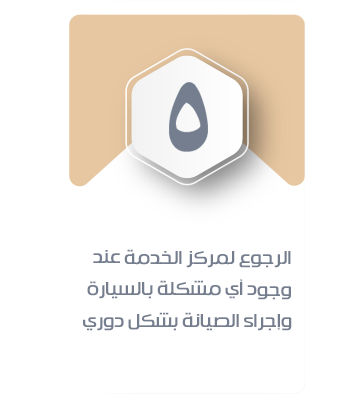 ٥
الرجوع لمركز الخدمة عند
وجود أي مشكلة بالسيارة
وإجراء الصيانة بشكل دوري